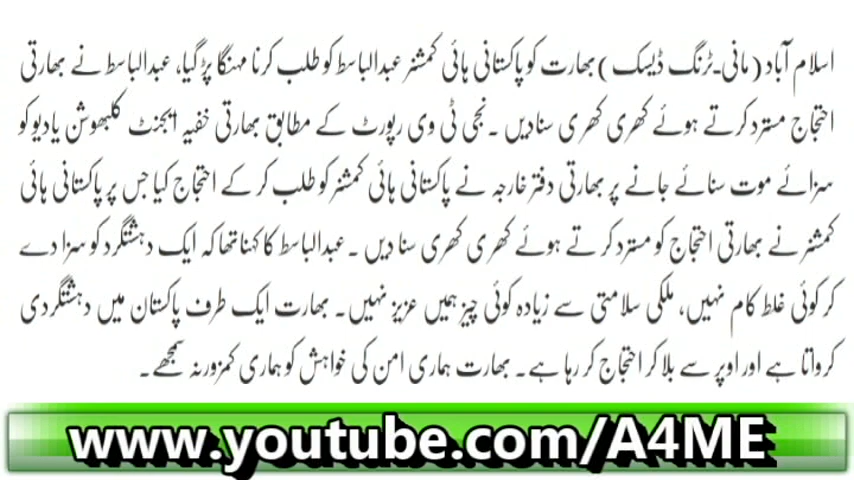 اسلام آباد (مانی۔ٹرنگ ڈیسک) بھارت کو پاکستانی ہائی کمشنر عبدالباسط کو طلب کرنا مہنگا پڑ گیا، عبدالباسط نے بھارتی
احتجاج مسترد کرتے ہوئے کھری کھری سنادیں ۔ نجی ٹی وی رپورٹ کے مطابق بھارتی خفیہ ایجنٹ کلبھوشن یادیو کو
سزائے موت سنائے جانے پر بھارتی دفتر خارجہ نے پاکستانی ہائی کمشنر کو طلب کر کے احتجاج کیا جس پر پاکستانی ہائی
کمشنر نے بھارتی احتجاج کو مسترد کرتے ہوئے کھری کھری سنا دیں ۔ عبدالباسط کا کہنا تھا کہ ایک دہشتگرد کو سزا دے
کر کوئی غلط کام نہیں، ملکی سلامتی سے زیادہ کوئی چیز ہمیں عزیز نہیں۔ بھارت ایک طرف پاکستان میں دہشتگردی
کرواتا ہے اور اوپر سے بلا کر احتجاج کر رہا ہے۔ بھارت ہماری امن کی خواہش کو ہماری کمزور نہ سمجھے۔
www.youtube.com/A4ME